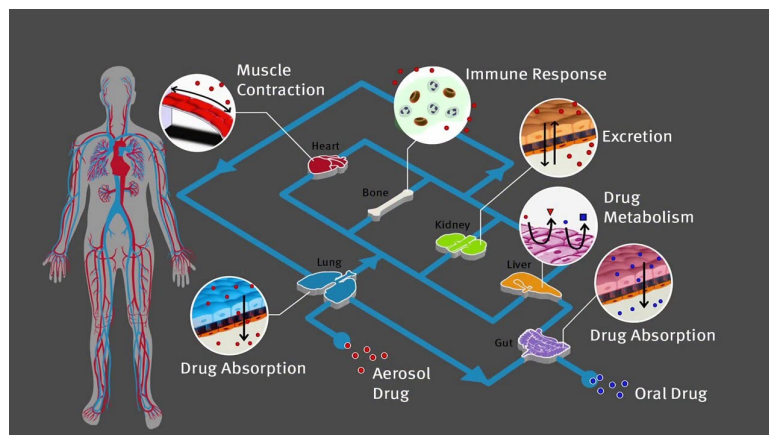 Muscle
Contraction
Immune Response
Excretion
Heart
Bone
Kidney
Drug
Metabolism
Lung
Liver
Drug Absorption
Gut
Drug Absorption
Aerosol
Drug
Oral Drug